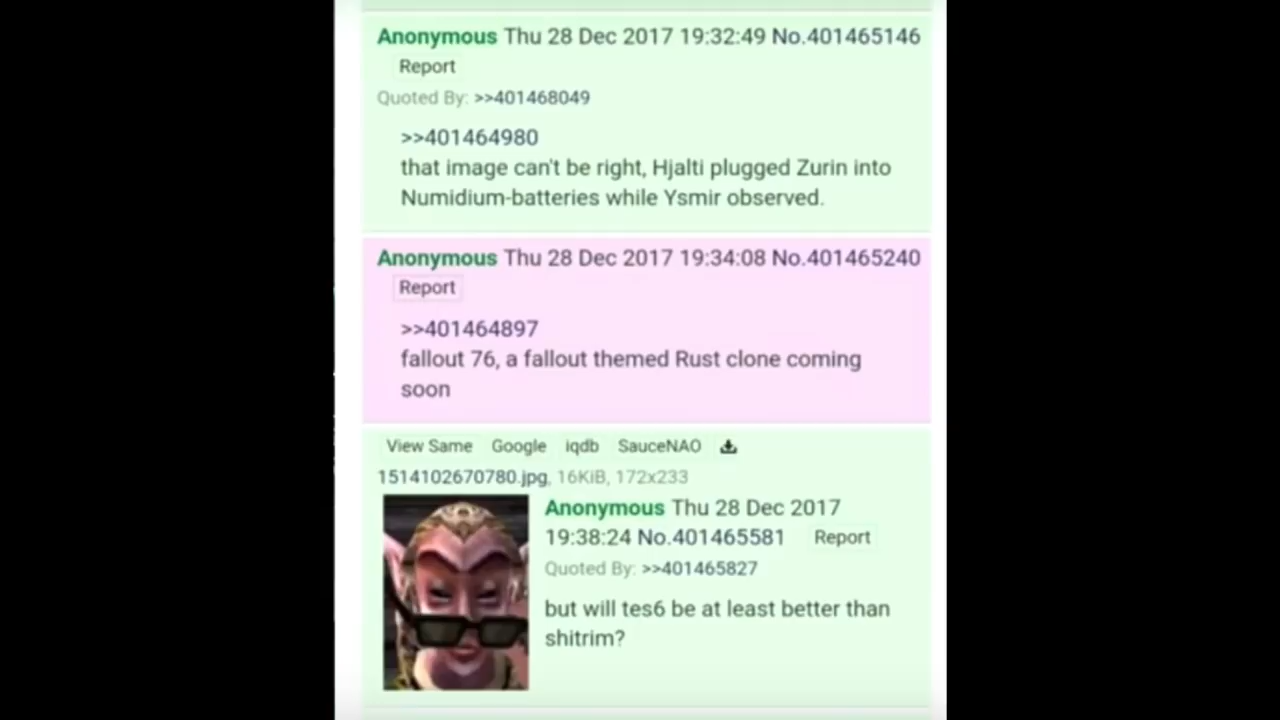 Anonymous Thu 28 Dec 2017 19:32:49 No.401465146
Report
Quoted By: >>401468049
>>401464980
that image can't be right, Hjalti plugged Zurin into
Numidium-batteries while Ysmir observed.
Anonymous Thu 28 Dec 2017 19:34:08 No.401465240
Report
>>401464897
fallout 76, a fallout themed Rust clone coming
soon
View Same Google iqdb SauceNAO
1514102670780.jpg, 16KiB, 172x233
Anonymous Thu 28 Dec 2017
19:38:24 No.401465581 Report
Quoted By: >>401465827
but will tes6 be at least better than
shitrim?